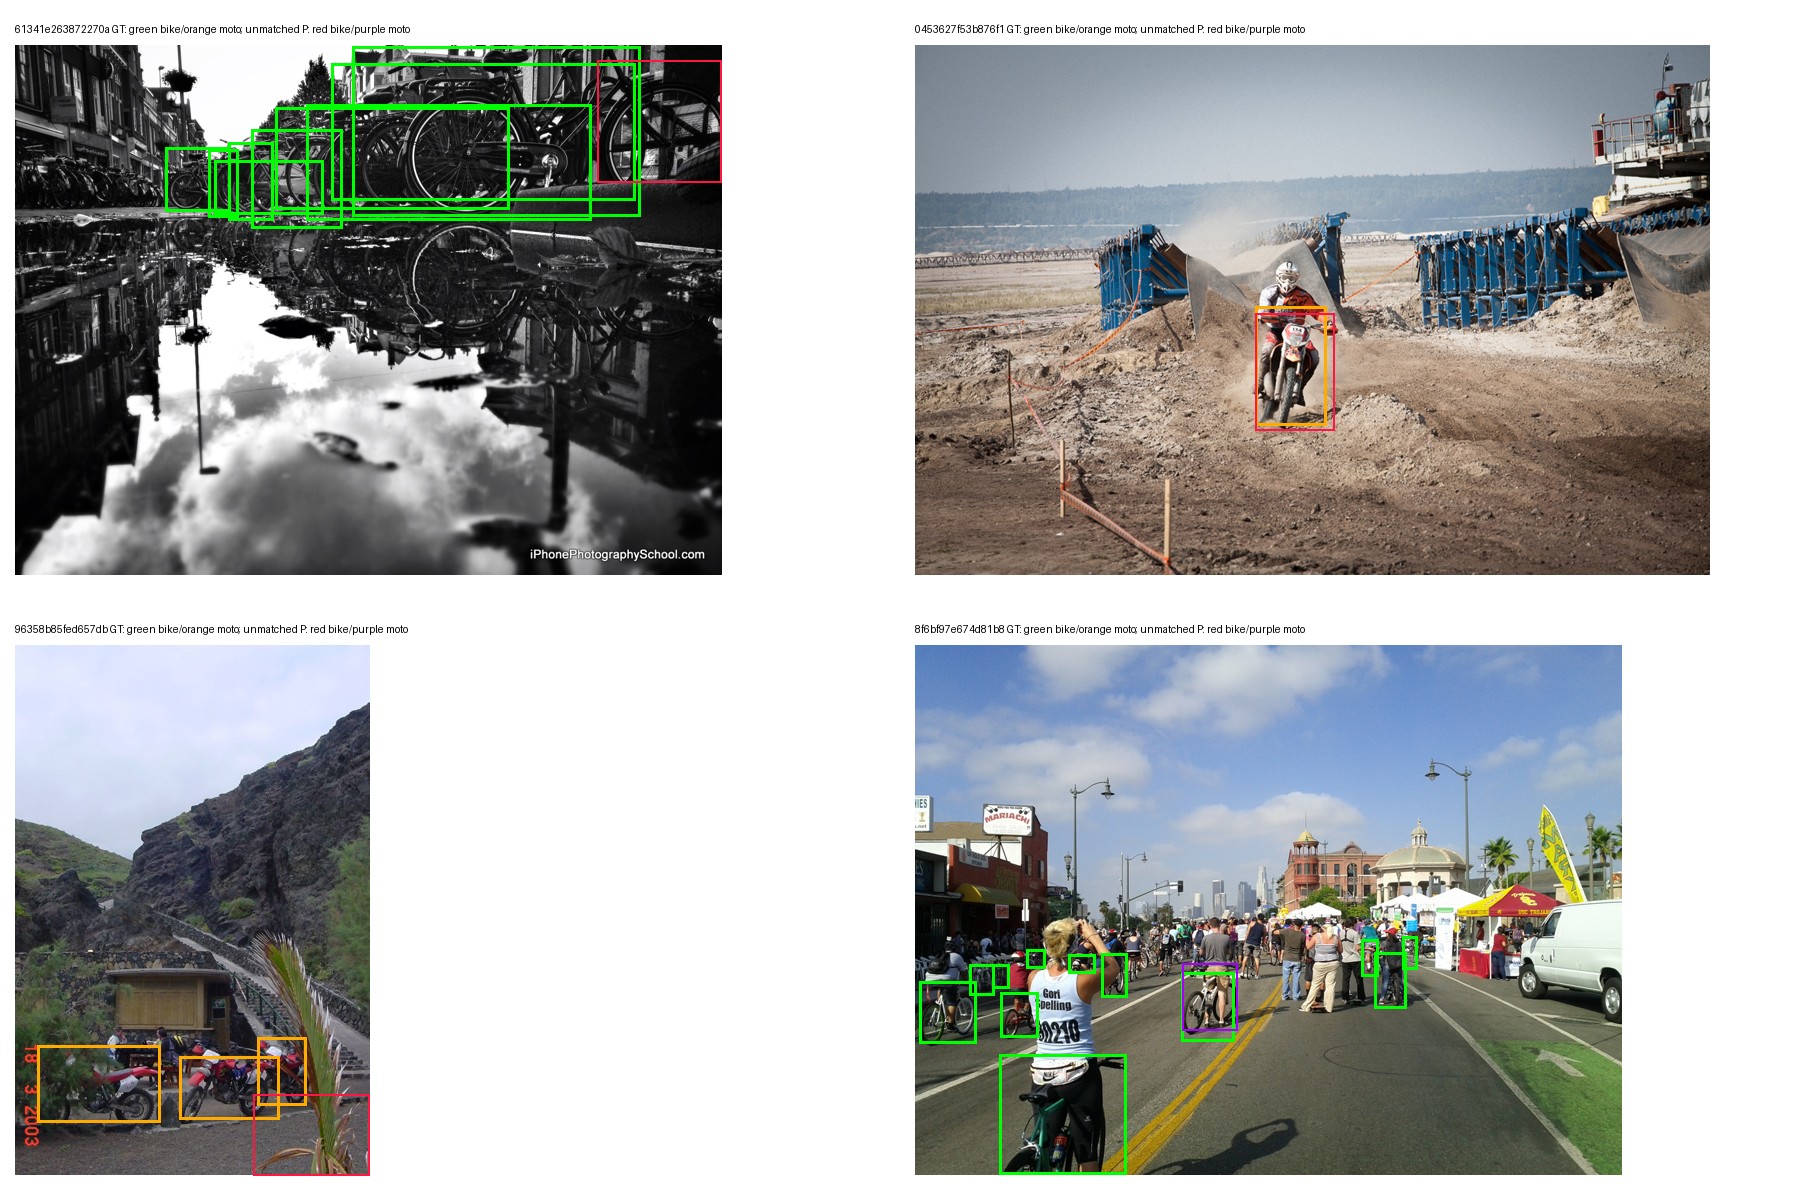 61341e263872270a GT: green bike/orange moto; unmatched P: red bike/purple moto
0453627f53b876f1 GT: green bike/orange moto; unmatched P: red bike/purple moto
iPhonePhotographySchool.com
96358b85fed657db GT: green bike/orange moto; unmatched P: red bike/purple moto
8f6bf97e674d81b8 GT: green bike/orange moto; unmatched P: red bike/purple moto
MARIACHI
Gori
Spelling
90210
18 3 2003